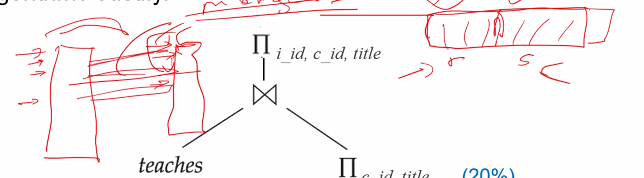 Π i_id, c_id, title
r s
⋈
teaches
Π c_id, title (20%)